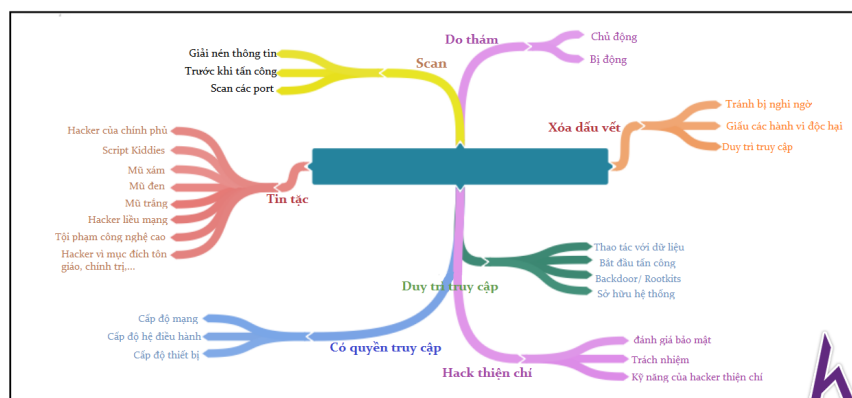 Do thám
Chủ động
Bị động
Giải nén thông tin
Trước khi tấn công
Scan các port
Scan
Xóa dấu vết
Tránh bị nghi ngờ
Giấu các hành vi độc hại
Duy trì truy cập
Hacker của chính phủ
Script Kiddies
Mũ xám
Mũ đen
Mũ trắng
Hacker liều mạng
Tội phạm công nghệ cao
Hacker vì mục đích tôn
giáo, chính trị,...
Tin tặc
Duy trì truy cập
Thao tác với dữ liệu
Bắt đầu tấn công
Backdoor/ Rootkits
Sở hữu hệ thống
Cấp độ mạng
Cấp độ hệ điều hành
Cấp độ thiết bị
Có quyền truy cập
Hack thiện chí
đánh giá bảo mật
Trách nhiệm
Kỹ năng của hacker thiện chí